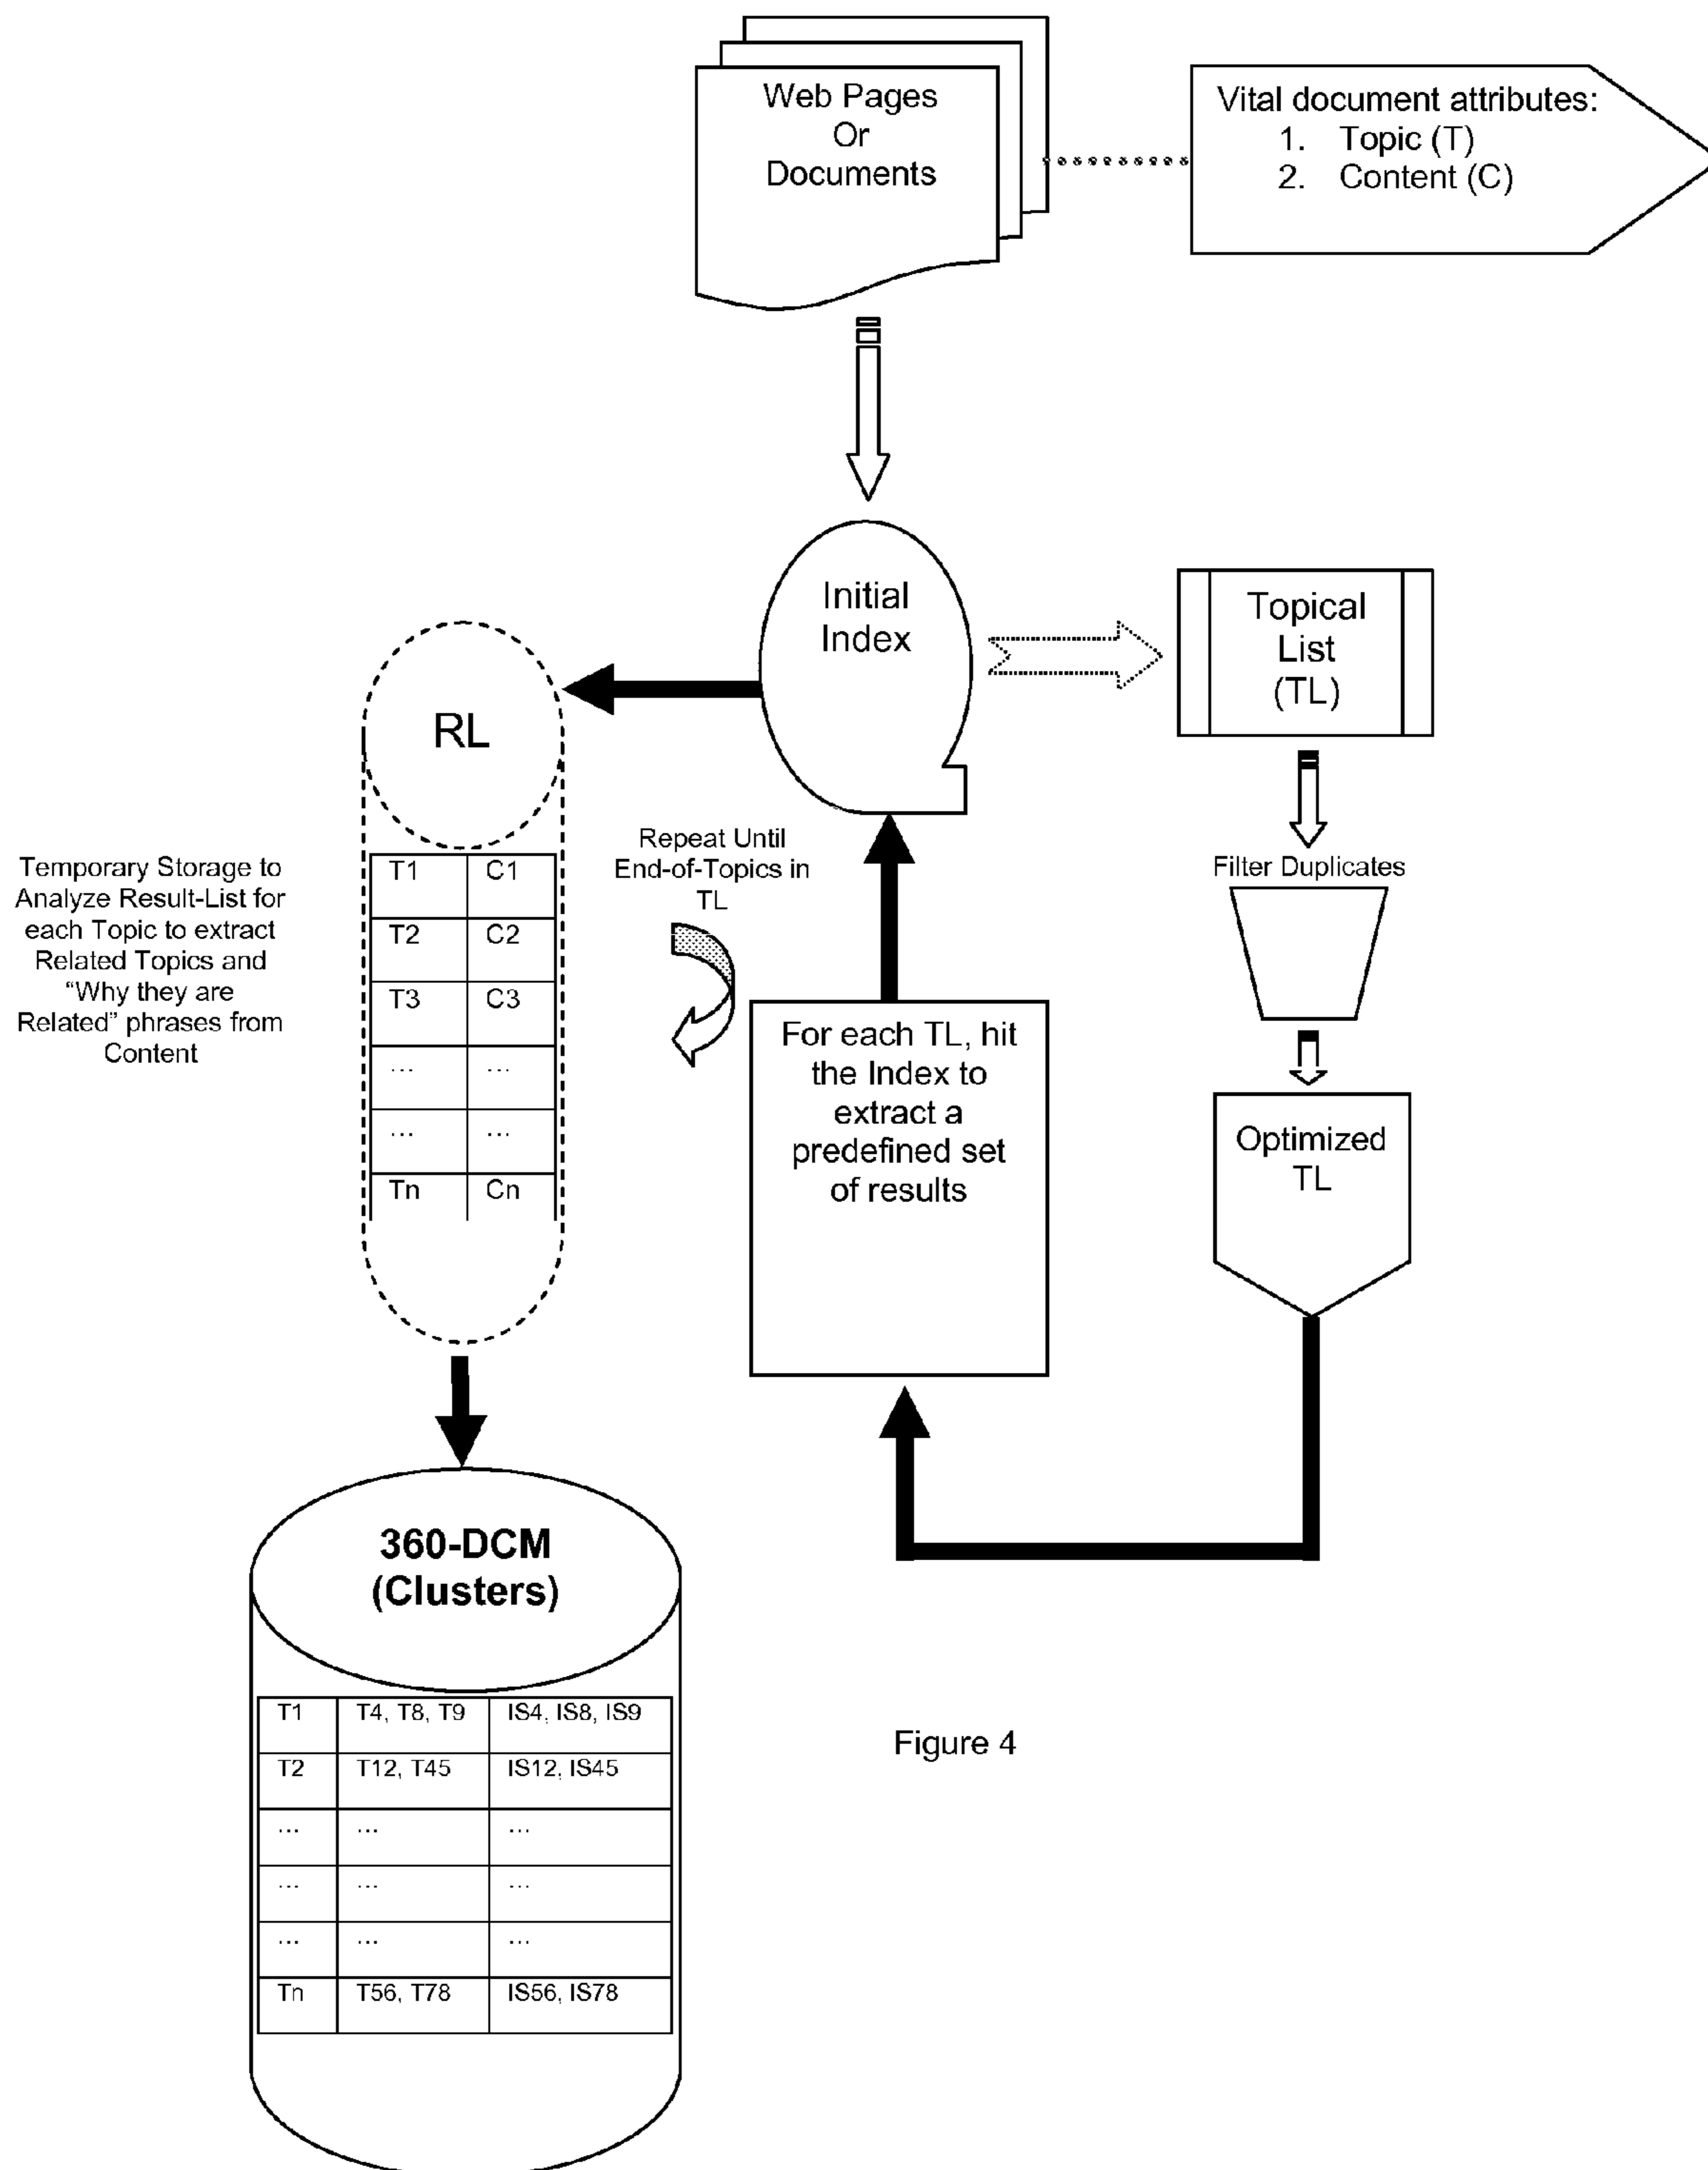 Web Pages
Or
Documents
Vital document attributes:
1. Topic (T)
2. Content (C)
Initial
Index
Topical
List
(TL)
RL
Repeat Until
End-of-Topics in
TL
Filter Duplicates
Temporary Storage to
Analyze Result-List for
each Topic to extract
Related Topics and
“Why they are
Related” phrases from
Content
T1 C1
T2 C2
T3 C3
... ...
... ...
Tn Cn
For each TL, hit
the Index to
extract a
predefined set
of results
Optimized
TL
360-DCM
(Clusters)
T1 T4, T8, T9 IS4, IS8, IS9
T2 T12, T45 IS12, IS45
... ... ...
... ... ...
... ... ...
Tn T56, T78 IS56, IS78
Figure 4